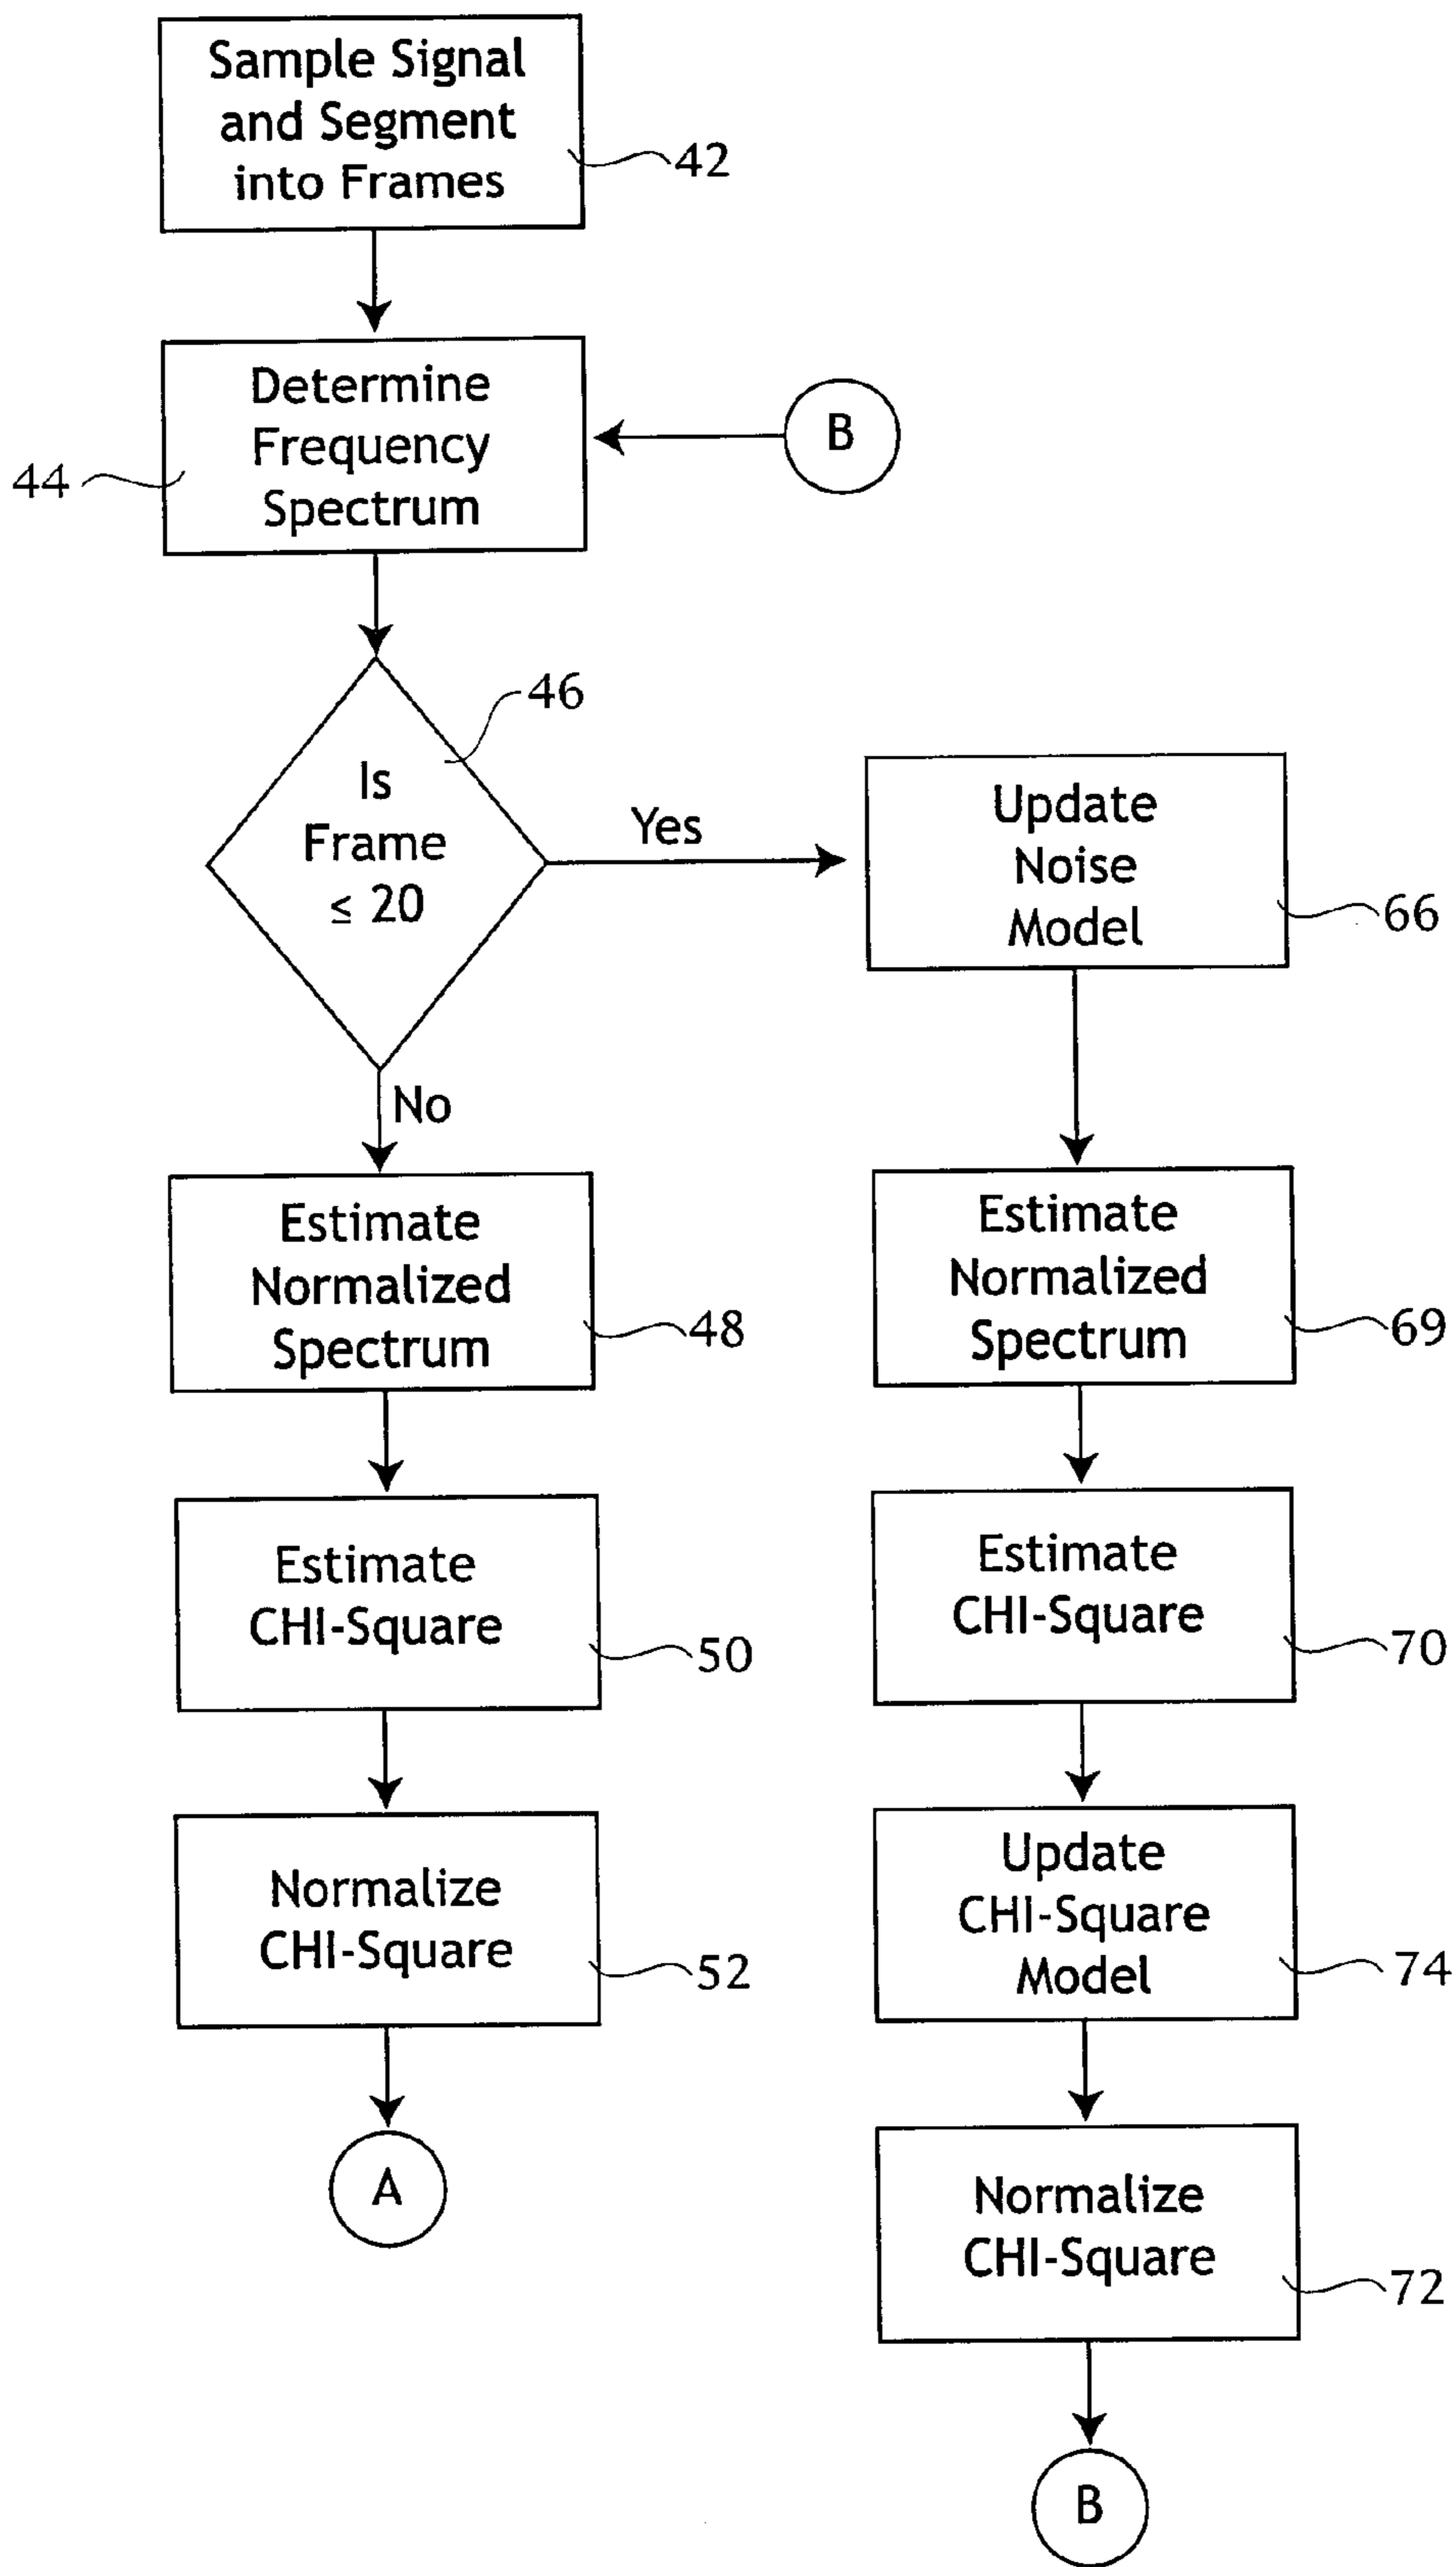 Sample Signal
and Segment
into Frames
42
Determine
Frequency
Spectrum
44
B
46
Is
Frame
≤ 20
Yes
No
Update
Noise
Model
66
Estimate
Normalized
Spectrum
48
Estimate
Normalized
Spectrum
69
Estimate
CHI-Square
50
Estimate
CHI-Square
70
Normalize
CHI-Square
52
Update
CHI-Square
Model
74
A
Normalize
CHI-Square
72
B